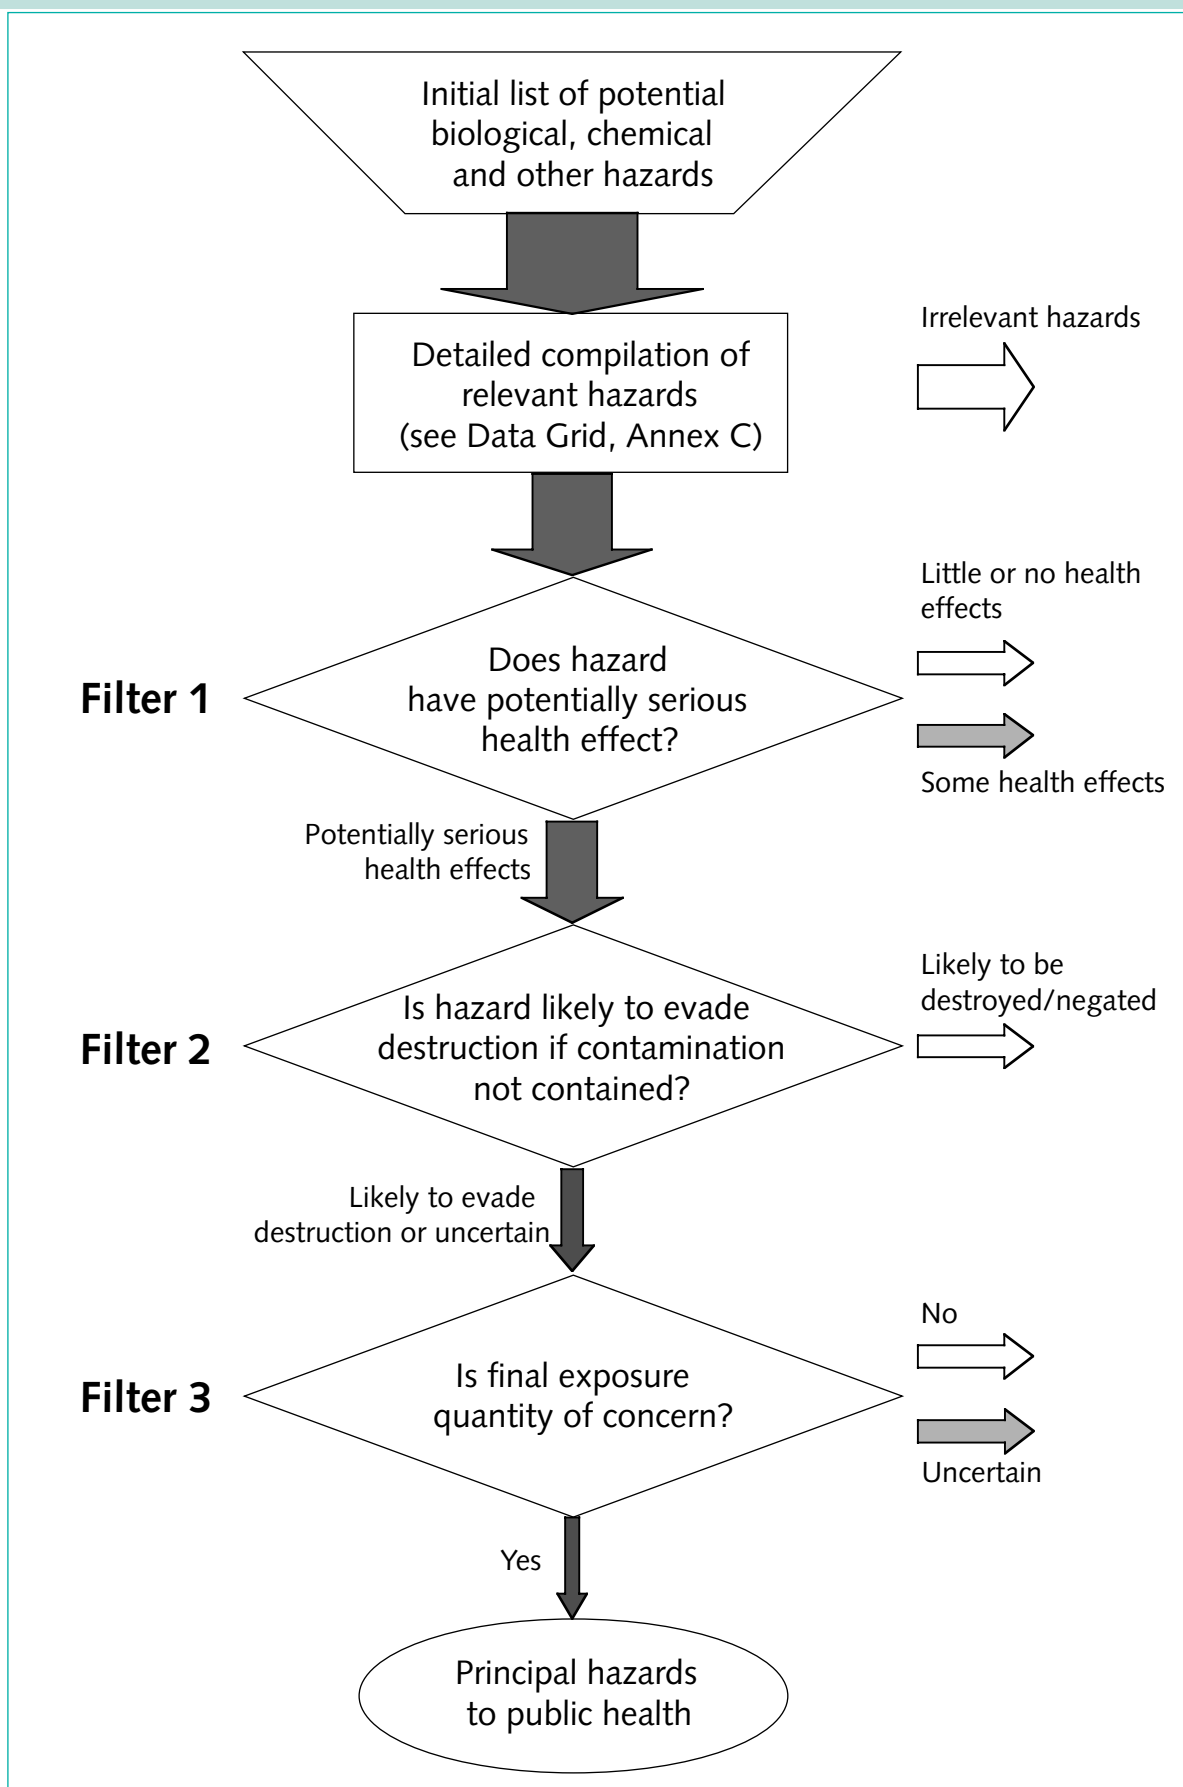 Initial list of potential
biological, chemical
and other hazards
Irrelevant hazards
Detailed compilation of
relevant hazards
(see Data Grid, Annex C)
Little or no health
effects
Filter 1
Does hazard
have potentially serious
health effect?
Some health effects
Potentially serious
health effects
Likely to be
destroyed/negated
Filter 2
Is hazard likely to evade
destruction if contamination
not contained?
Likely to evade
destruction or uncertain
No
Filter 3
Is final exposure
quantity of concern?
Uncertain
Yes
Principal hazards
to public health